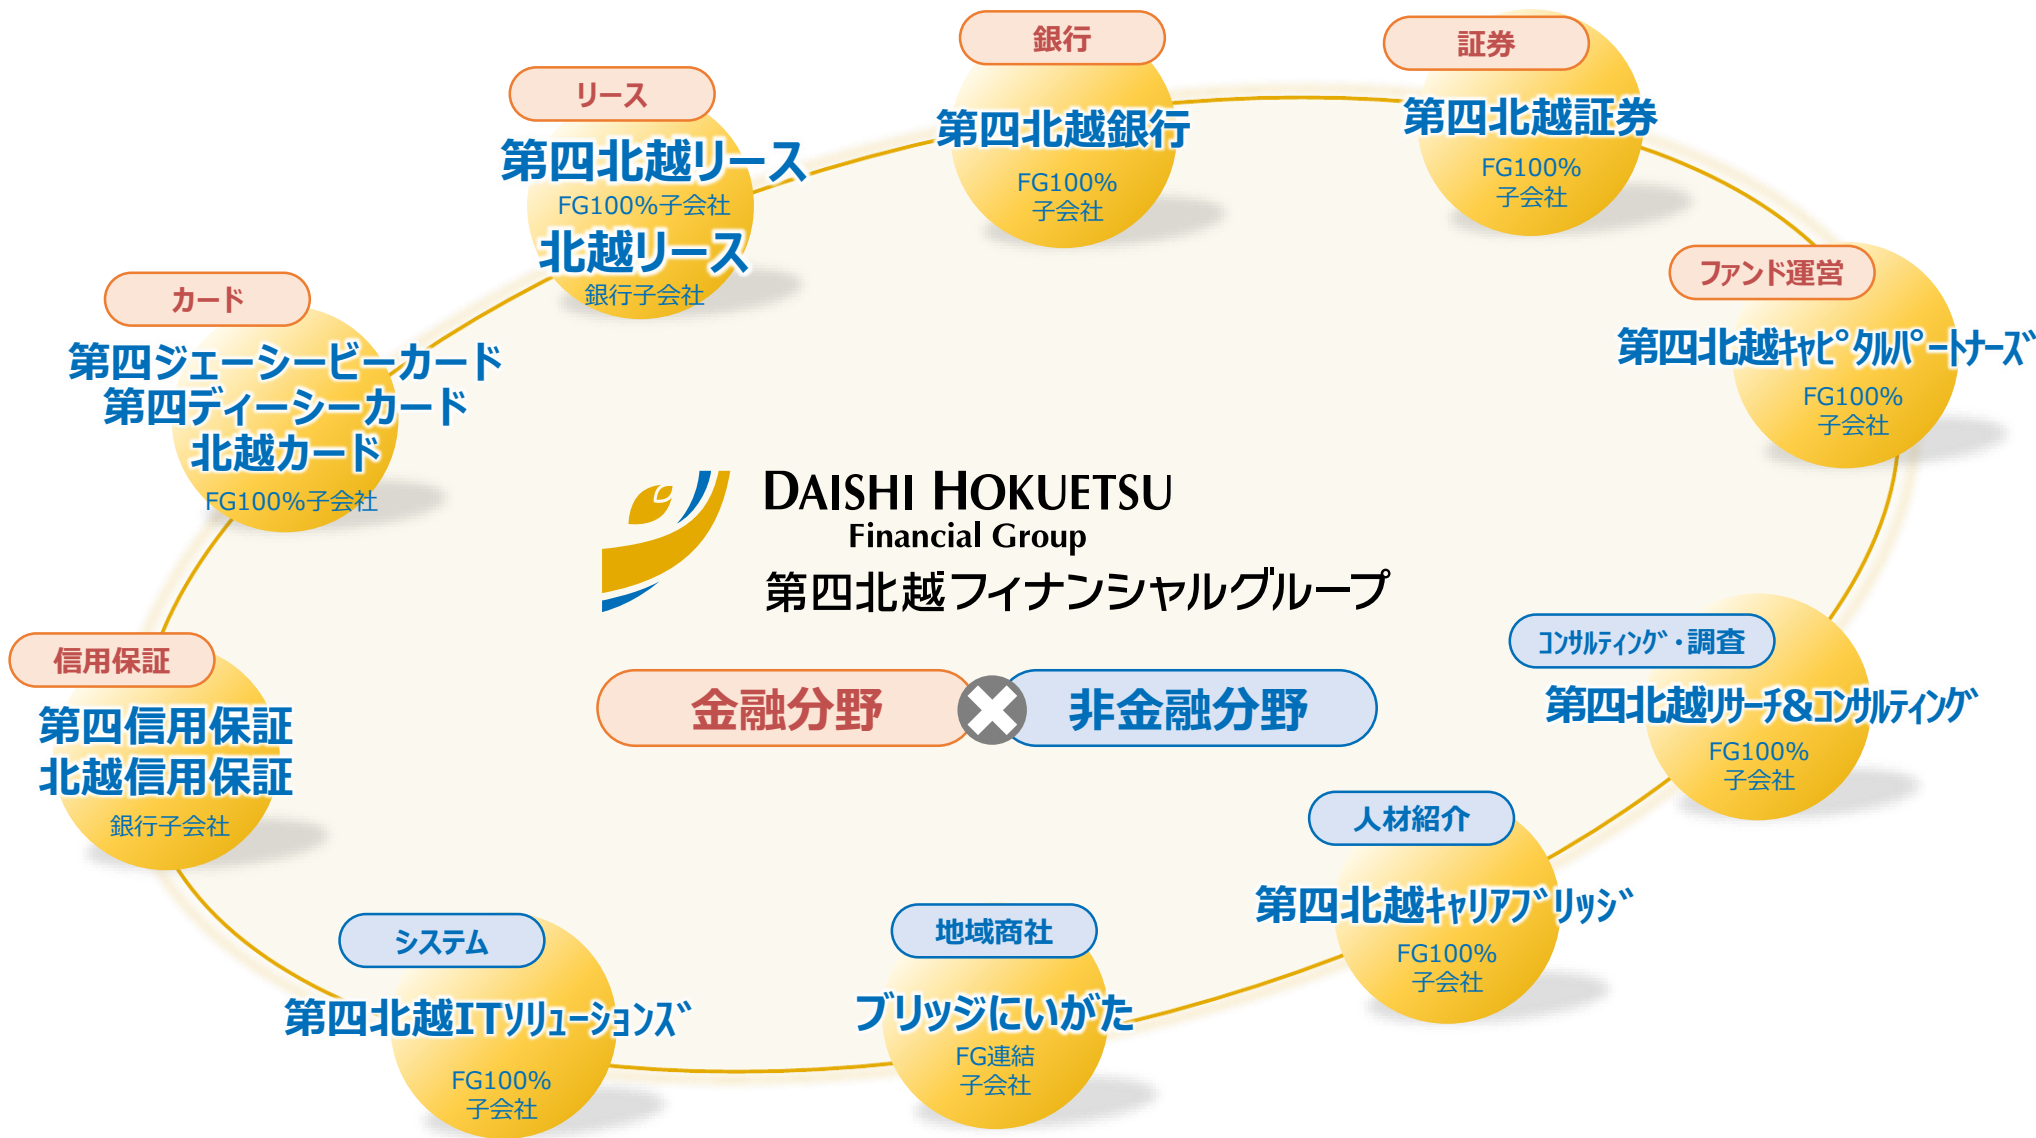 銀行
第四北越銀行
FG100%
子会社
証券
第四北越証券
FG100%
子会社
リース
第四北越リース
FG100%子会社
北越リース
銀行子会社
ファンド運営
第四北越ｷｬﾋﾟﾀﾙﾊﾟｰﾄﾅｰｽﾞ
FG100%
子会社
カード
第四ジェーシービーカード
第四ディーシーカード
北越カード
FG100%子会社
DAISHI HOKUETSU
Financial Group
第四北越フィナンシャルグループ
金融分野
非金融分野
ｺﾝｻﾙﾃｨﾝｸﾞ・調査
第四北越ﾘｻｰﾁ&ｺﾝｻﾙﾃｨﾝｸﾞ
FG100%
子会社
信用保証
第四信用保証
北越信用保証
銀行子会社
人材紹介
第四北越ｷｬﾘｱﾌﾞﾘｯｼﾞ
FG100%
子会社
システム
第四北越ITｿﾘｭｰｼｮﾝｽﾞ
FG100%
子会社
地域商社
ブリッジにいがた
FG連結
子会社